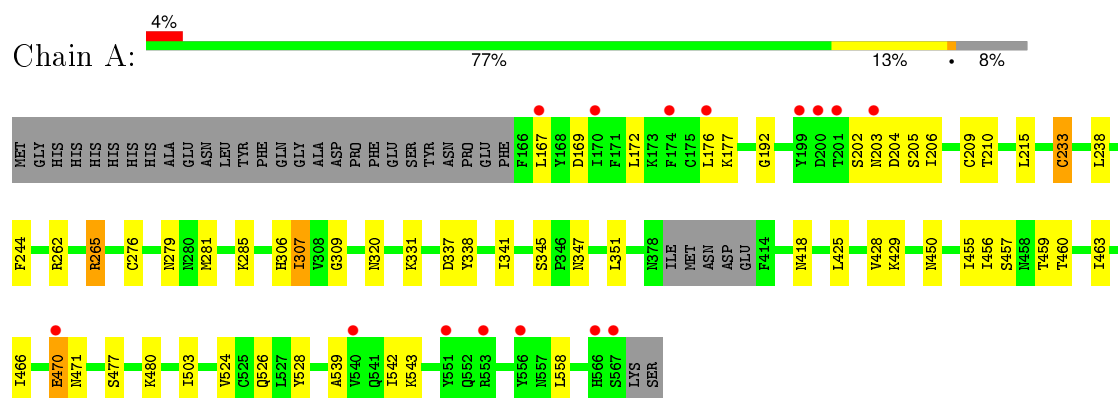 4%
Chain A:
77% 13% • 8%
MET GLY HIS HIS HIS HIS HIS HIS ALA GLU ASN LEU TYR PHE GLN GLY ALA ASP PRO PHE GLU SER TYR ASN PRO GLU PHE F166 L167 Y168 D169 I170 F171 L172 K173 F174 C175 L176 K177 G192 Y199 D200 T201 S202 N203 D204 S205 I206 C209 T210 L215 C233 L238
F244 R262 R265 C276 N279 N280 M281 K285 H306 I307 V308 G309 N320 K331 D337 Y338 I341 S345 P346 N347 L351 N378 ILE MET ASN ASP GLU F414 N418 L425 V428 K429 N450 I455 I456 S457 N458 T459 T460 I463
I466 E470 N471 S477 K480 I503 V524 C525 Q526 L527 Y528 A539 V540 Q541 I542 K543 Y551 Q552 R553 Y556 N557 L558 H566 S567 LYS SER